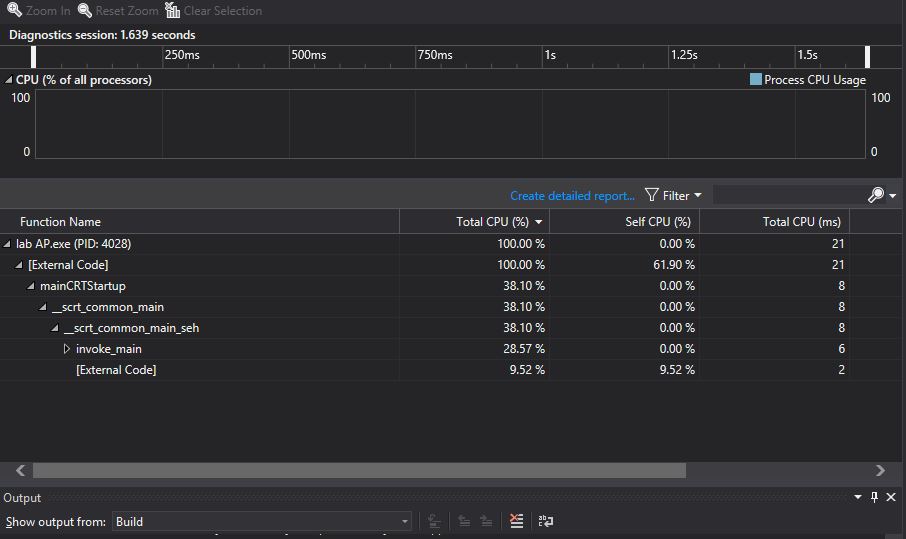 Zoom In Reset Zoom Clear Selection
Diagnostics session: 1.639 seconds
250ms 500ms 750ms 1s 1.25s 1.5s
CPU (% of all processors) Process CPU Usage
100 100
0 0
Create detailed report... Filter
Function Name Total CPU (%) Self CPU (%) Total CPU (ms)
lab AP.exe (PID: 4028) 100.00 % 0.00 % 21
[External Code] 100.00 % 61.90 % 21
mainCRTStartup 38.10 % 0.00 % 8
__scrt_common_main 38.10 % 0.00 % 8
__scrt_common_main_seh 38.10 % 0.00 % 8
invoke_main 28.57 % 0.00 % 6
[External Code] 9.52 % 9.52 % 2
Output
Show output from: Build